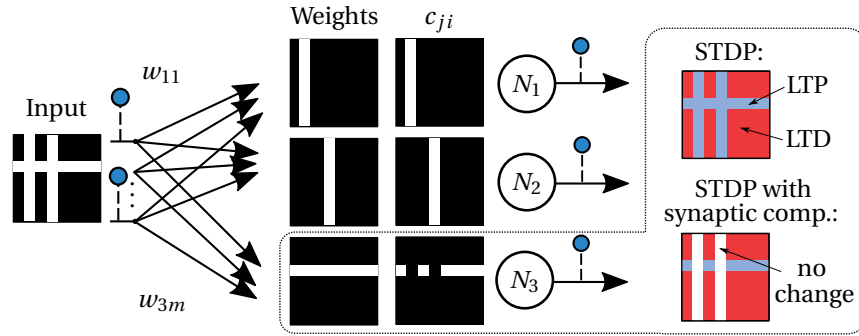 Weights
c_{ji}
w_{11}
Input
N_1
STDP:
LTP
LTD
N_2
STDP with
synaptic comp.:
N_3
no
change
w_{3m}